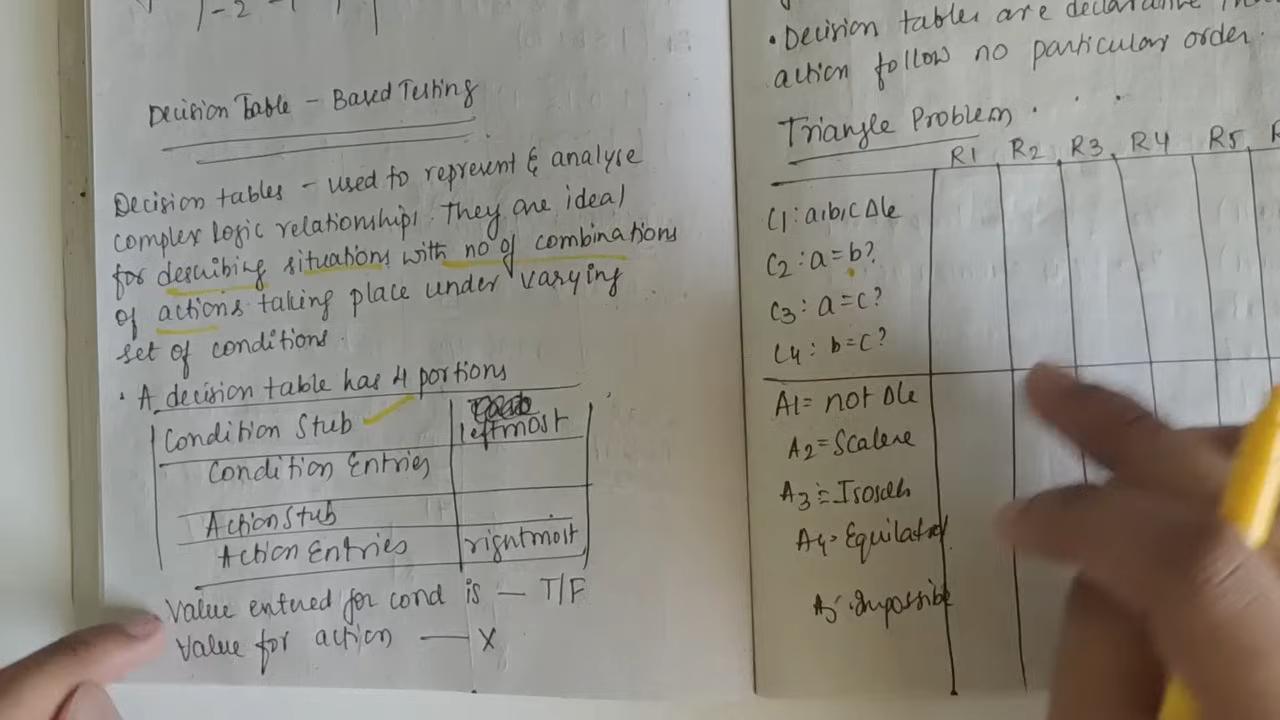 -2 -1
Decision Table - Based Testing
Decision tables - used to represent & analyse
complex logic relationships. They are ideal
for describing situations with no of combinations
of actions taking place under varying
set of conditions.
• A decision table has 4 portions
Condition Stub leftmost
Condition Entries
Action Stub
Action Entries rightmost
Value entered for cond is — T/F
Value for action — X
• Decision tables are declarative
action follow no particular order.
Triangle Problem
R1 R2 R3 R4 R5
C1: a,b,c Δle
C2: a=b?
C3: a=c?
C4: b=c?
A1= not Δle
A2= Scalene
A3=
A4=
A5: Impossible